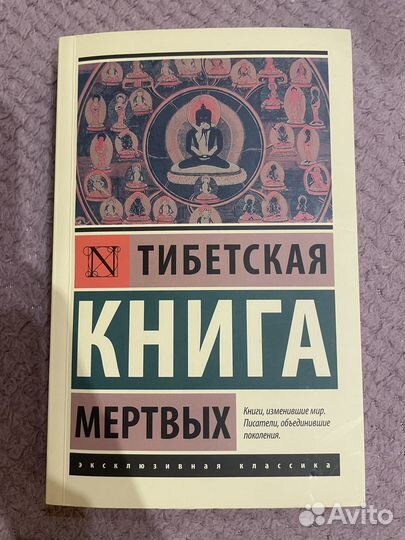 N ТИБЕТСКАЯ
КНИГА
МЕРТВЫХ
Книги, изменившие мир.
Писатели, объединившие
поколения.
эксклюзивная классика
Avito